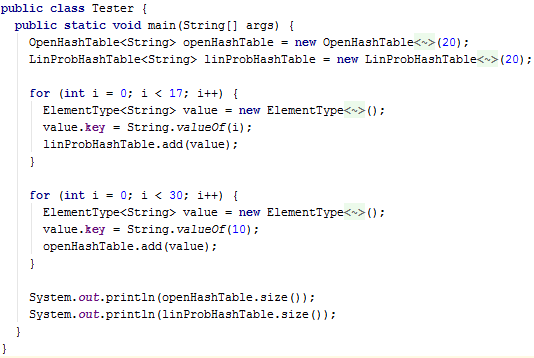 public class Tester {
public static void main(String[] args) {
OpenHashTable<String> openHashTable = new OpenHashTable<~>(20);
LinProbHashTable<String> linProbHashTable = new LinProbHashTable<~>(20);
for (int i = 0; i < 17; i++) {
ElementType<String> value = new ElementType<~>();
value.key = String.valueOf(i);
linProbHashTable.add(value);
}
for (int i = 0; i < 30; i++) {
ElementType<String> value = new ElementType<~>();
value.key = String.valueOf(10);
openHashTable.add(value);
}
System.out.println(openHashTable.size());
System.out.println(linProbHashTable.size());
}
}